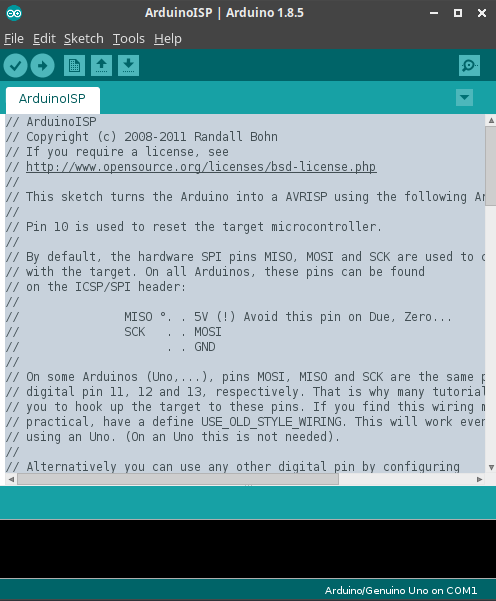 ArduinoISP | Arduino 1.8.5
File Edit Sketch Tools Help
ArduinoISP
// ArduinoISP
// Copyright (c) 2008-2011 Randall Bohn
// If you require a license, see
// http://www.opensource.org/licenses/bsd-license.php
//
// This sketch turns the Arduino into a AVRISP using the following Ar
//
// Pin 10 is used to reset the target microcontroller.
//
// By default, the hardware SPI pins MISO, MOSI and SCK are used to c
// with the target. On all Arduinos, these pins can be found
// on the ICSP/SPI header:
//
// MISO °. . 5V (!) Avoid this pin on Due, Zero...
// SCK . . MOSI
// . . GND
//
// On some Arduinos (Uno,...), pins MOSI, MISO and SCK are the same p
// digital pin 11, 12 and 13, respectively. That is why many tutorial
// you to hook up the target to these pins. If you find this wiring m
// practical, have a define USE_OLD_STYLE_WIRING. This will work even
// using an Uno. (On an Uno this is not needed).
//
// Alternatively you can use any other digital pin by configuring
Arduino/Genuino Uno on COM1